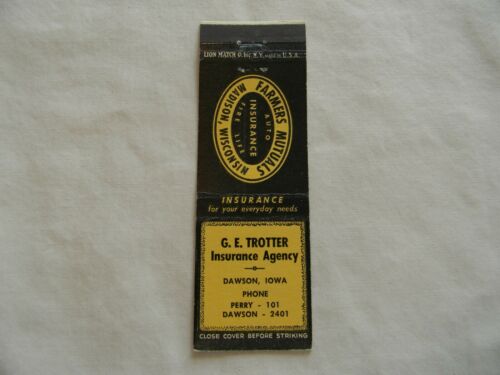 LION MATCH CO. Inc. N.Y. made in U.S.A.
FARMERS MUTUALS
AUTO
INSURANCE
FIRE LIFE
MADISON, WISCONSIN
INSURANCE
for your everyday needs
G. E. TROTTER
Insurance Agency
DAWSON, IOWA
PHONE
PERRY - 101
DAWSON - 2401
CLOSE COVER BEFORE STRIKING